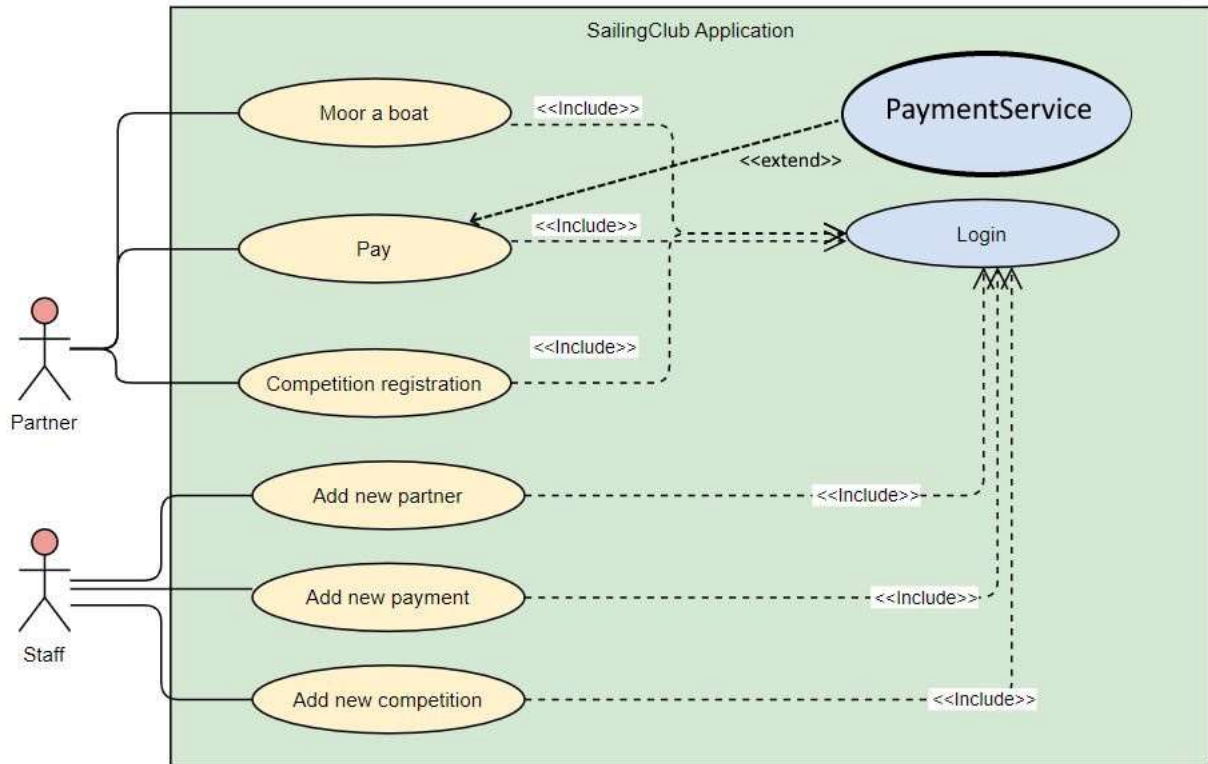 SailingClub Application
Moor a boat
<<Include>>
PaymentService
<<extend>>
Pay
<<Include>>
Login
<<Include>>
Competition registration
Partner
Add new partner
<<Include>>
Add new payment
<<Include>>
Staff
Add new competition
<<Include>>